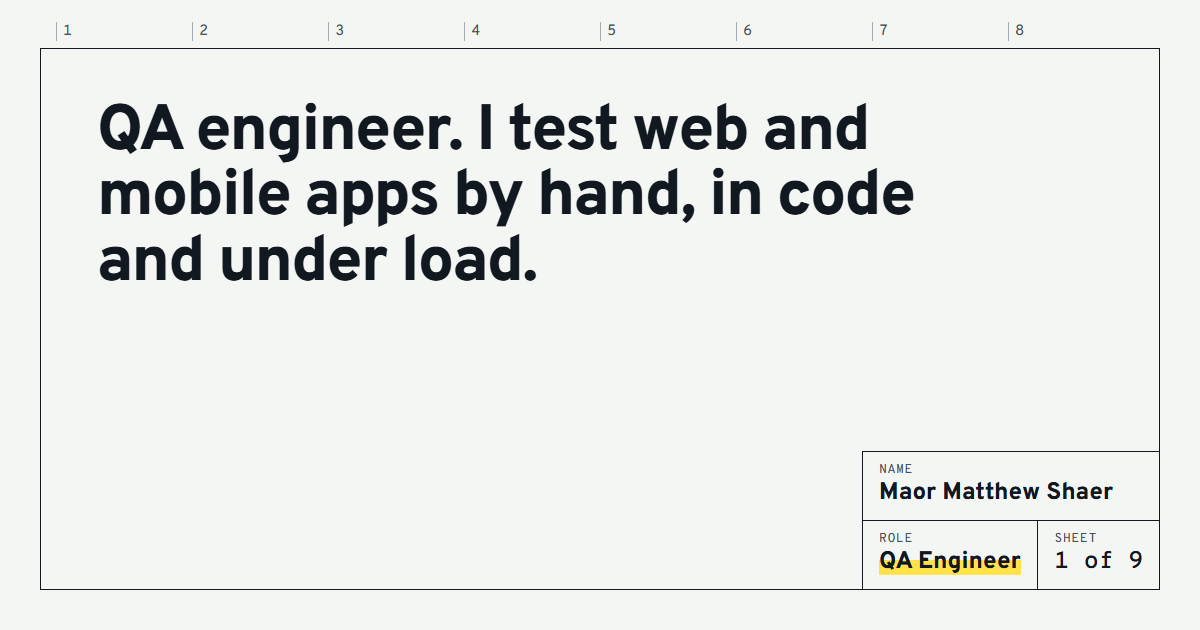 1 2 3 4 5 6 7 8
QA engineer. I test web and
mobile apps by hand, in code
and under load.
NAME
Maor Matthew Shaer
ROLE
QA Engineer
SHEET
1 of 9